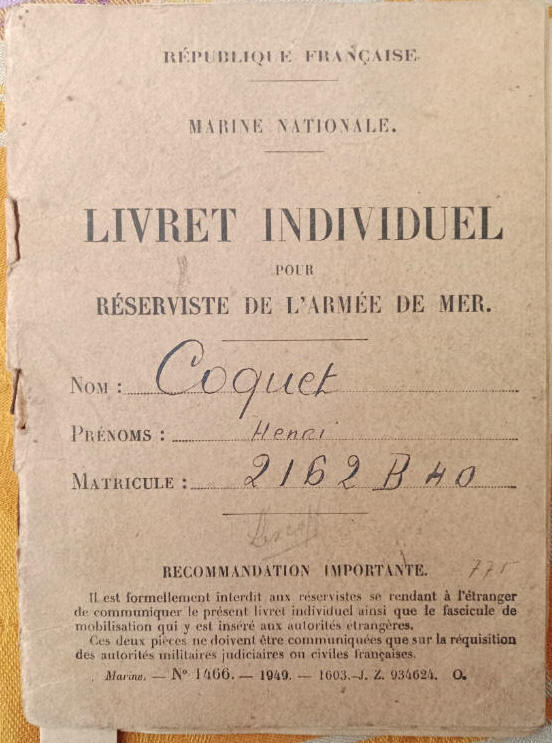 RÉPUBLIQUE FRANÇAISE.
MARINE NATIONALE.
LIVRET INDIVIDUEL
POUR
RÉSERVISTE DE L'ARMÉE DE MER.
NOM : Coquet
PRÉNOMS : Henri
MATRICULE : 2162 B 40
RECOMMANDATION IMPORTANTE. 775
Il est formellement interdit aux réservistes se rendant à l'étranger
de communiquer le présent livret individuel ainsi que le fascicule de
mobilisation qui y est inséré aux autorités étrangères.
Ces deux pièces ne doivent être communiquées que sur la réquisition
des autorités militaires judiciaires ou civiles françaises.
Marine. — N° 1466. — 1949. — 1603.-J. Z. 934624. O.